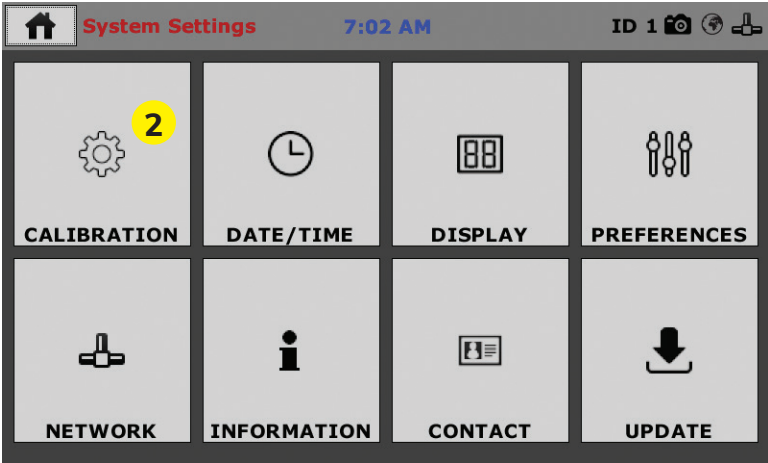 System Settings 7:02 AM ID 1
2
CALIBRATION DATE/TIME DISPLAY PREFERENCES
NETWORK INFORMATION CONTACT UPDATE